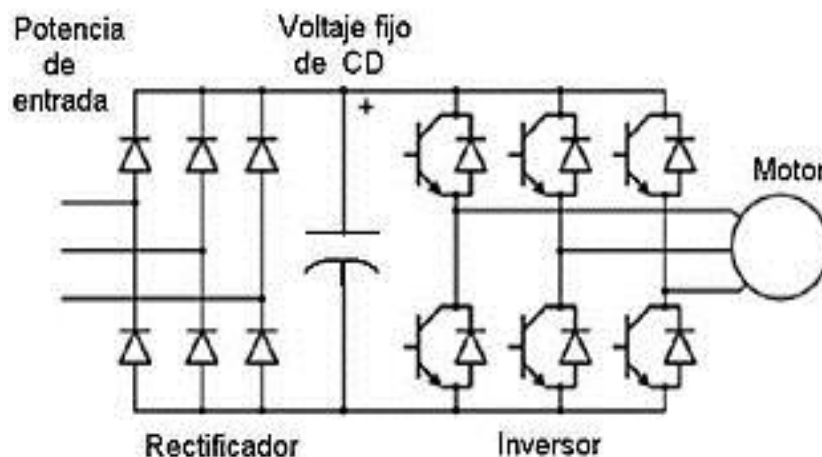 Potencia
de
entrada
Voltaje fijo
de CD
+
Motor
Rectificador
Inversor